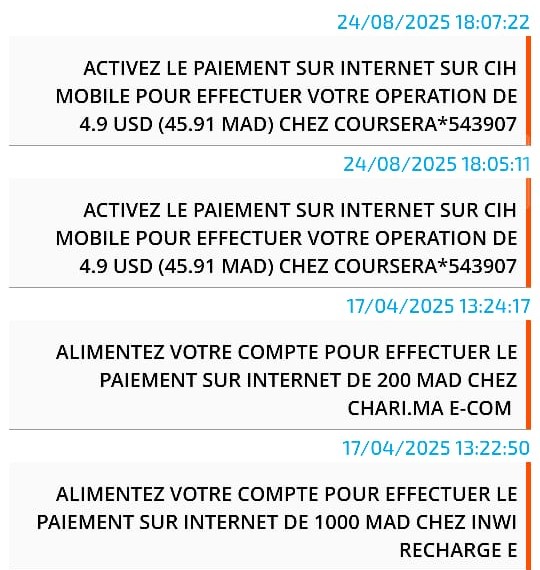 24/08/2025 18:07:22
ACTIVEZ LE PAIEMENT SUR INTERNET SUR CIH
MOBILE POUR EFFECTUER VOTRE OPERATION DE
4.9 USD (45.91 MAD) CHEZ COURSERA*543907
24/08/2025 18:05:11
ACTIVEZ LE PAIEMENT SUR INTERNET SUR CIH
MOBILE POUR EFFECTUER VOTRE OPERATION DE
4.9 USD (45.91 MAD) CHEZ COURSERA*543907
17/04/2025 13:24:17
ALIMENTEZ VOTRE COMPTE POUR EFFECTUER LE
PAIEMENT SUR INTERNET DE 200 MAD CHEZ
CHARI.MA E-COM
17/04/2025 13:22:50
ALIMENTEZ VOTRE COMPTE POUR EFFECTUER LE
PAIEMENT SUR INTERNET DE 1000 MAD CHEZ INWI
RECHARGE E